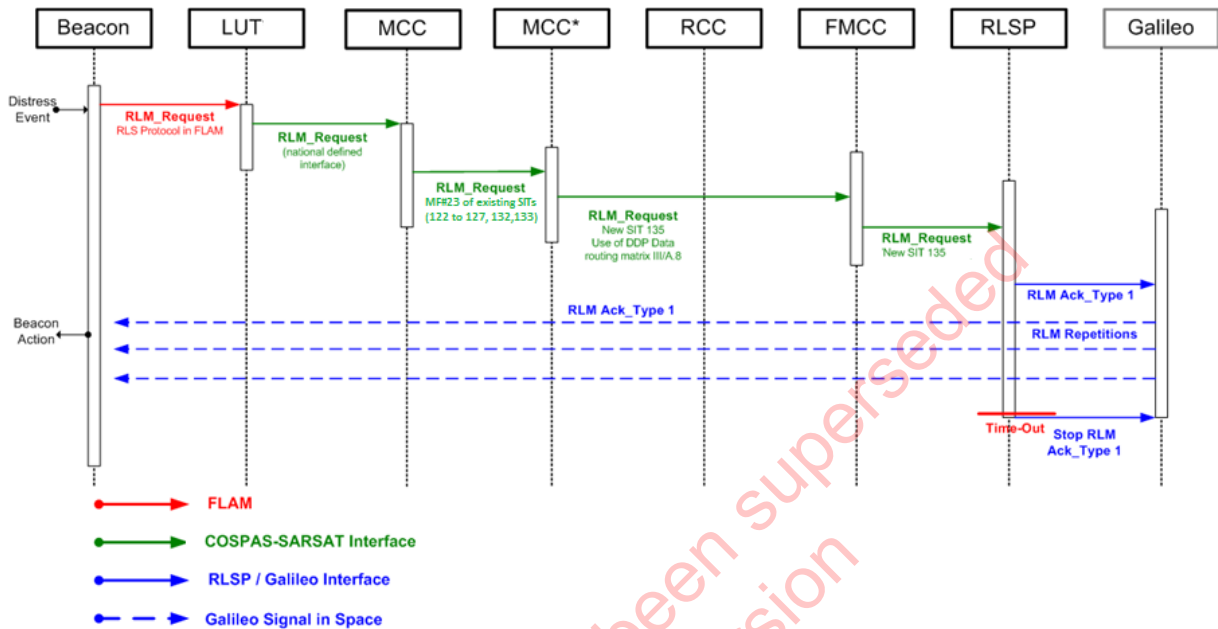 Beacon
LUT
MCC
MCC*
RCC
FMCC
RLSP
Galileo
Distress
Event
RLM_Request
RLS Protocol in FLAM
RLM_Request
(national defined
interface)
RLM_Request
MF#23 of existing SITs
(122 to 127, 132,133)
RLM_Request
New SIT 135
Use of DDP Data
routing matrix III/A.8
RLM_Request
New SIT 135
RLM Ack_Type 1
RLM Ack_Type 1
Beacon
Action
RLM Repetitions
Time-Out
Stop RLM
Ack_Type 1
FLAM
COSPAS-SARSAT Interface
RLSP / Galileo Interface
Galileo Signal in Space
been superseded